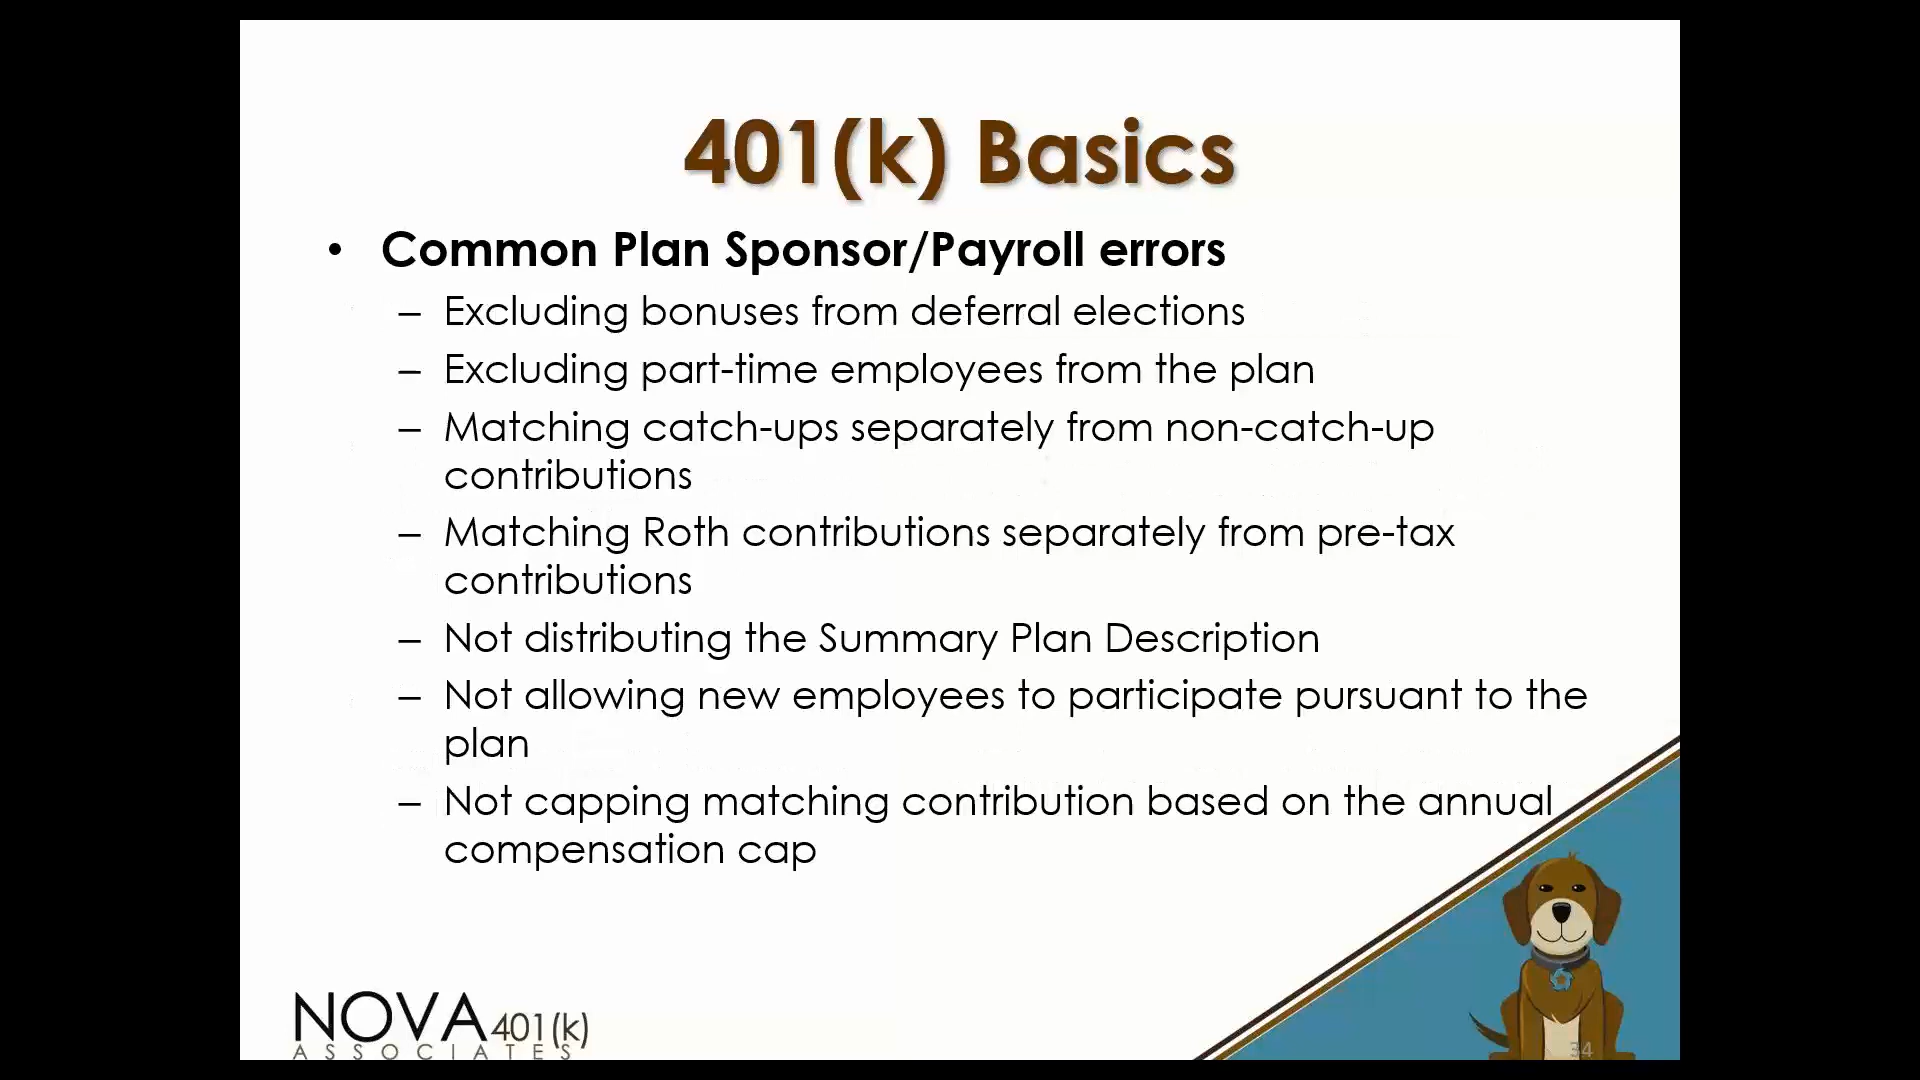 401(k) Basics
• Common Plan Sponsor/Payroll errors
– Excluding bonuses from deferral elections
– Excluding part-time employees from the plan
– Matching catch-ups separately from non-catch-up
contributions
– Matching Roth contributions separately from pre-tax
contributions
– Not distributing the Summary Plan Description
– Not allowing new employees to participate pursuant to the
plan
– Not capping matching contribution based on the annual
compensation cap
NOVA 401(k)
ASSOCIATES
34